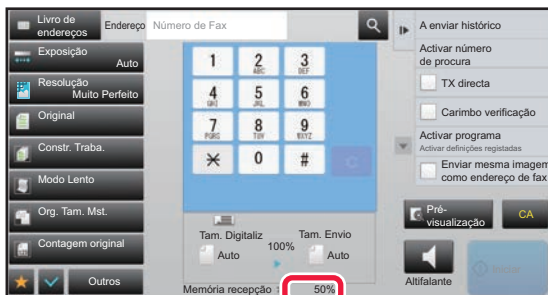 Livro de
endereços
Endereço
Número de Fax
Exposição
Auto
Resolução
Muito Perfeito
Original
Constr. Traba.
Modo Lento
Org. Tam. Mst.
Contagem original
Outros
1
2
ABC
3
DEF
4
GHI
5
JKL
6
MNO
7
PQRS
8
TUV
9
WXYZ
0
#
C
Tam. Digitaliz
Auto
100%
Tam. Envio
Auto
Memória recepção :
50%
A enviar histórico
Activar número
de procura
TX directa
Carimbo verificação
Activar programa
Activar definições registadas
Enviar mesma imagem
como endereço de fax
Pré-
visualização
CA
Altifalante